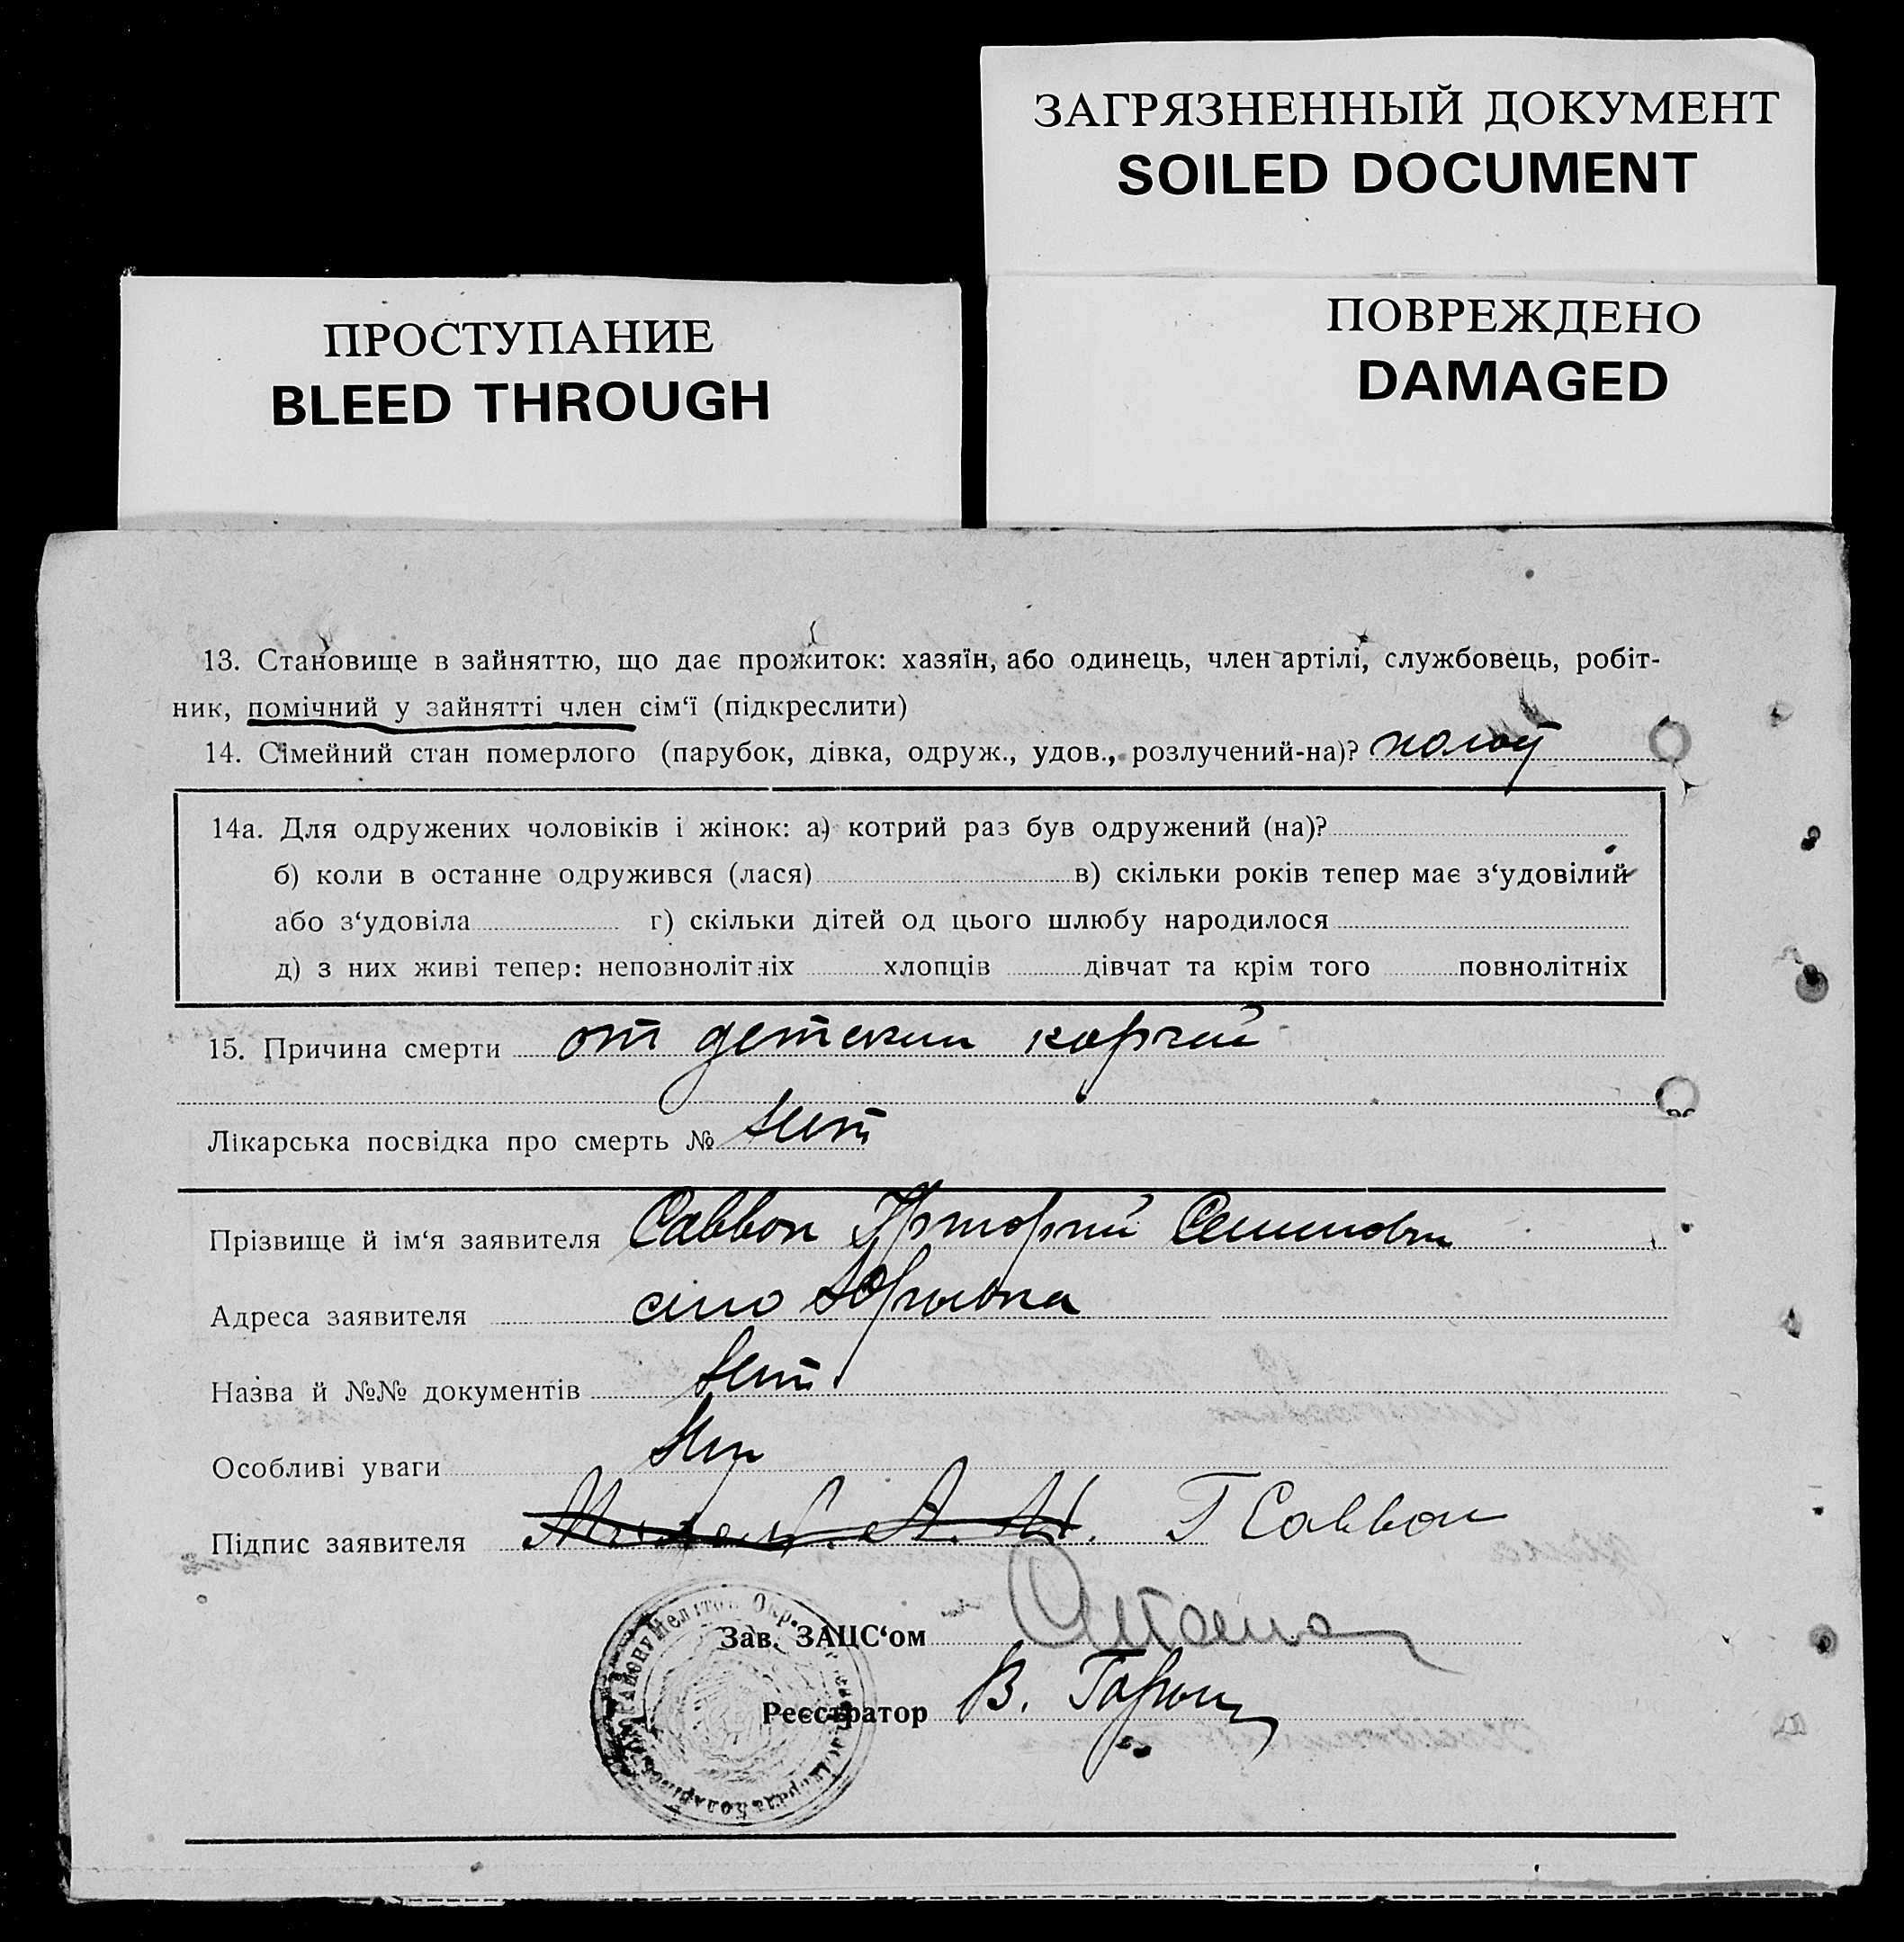 ЗАГРЯЗНЕННЫЙ ДОКУМЕНТ
SOILED DOCUMENT
ПРОСТУПАНИЕ
BLEED THROUGH
ПОВРЕЖДЕНО
DAMAGED
13. Становище в зайняттю, що дає прожиток: хазяїн, або одинець, член артілі, службовець, робіт-
ник, помічний у зайнятті член сім‘ї (підкреслити)
14. Сімейний стан померлого (парубок, дівка, одруж., удов., розлучений-на)? холост
14а. Для одружених чоловіків і жінок: а) котрий раз був одружений (на)?
б) коли в останне одружився (лася) в) скільки років тепер має з‘удовілий
або з‘удовіла г) скільки дітей од цього шлюбу народилося
д) з них живі тепер: неповнолітніх хлопців дівчат та крім того повнолітніх
15. Причина смерти от детским корчей
Лікарська посвідка про смерть № Нет
Прізвище й ім‘я заявителя Саввон Григорий Семинович
Адреса заявителя село
Назва й №№ документів Нет
Особливі уваги Нет
Підпис заявителя Г Саввон
Зав. ЗАЦС‘ом
Реєстратор В.